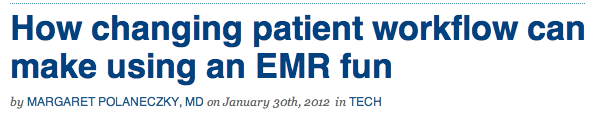 How changing patient workflow can
make using an EMR fun
by MARGARET POLANECZKY, MD on January 30th, 2012 in TECH